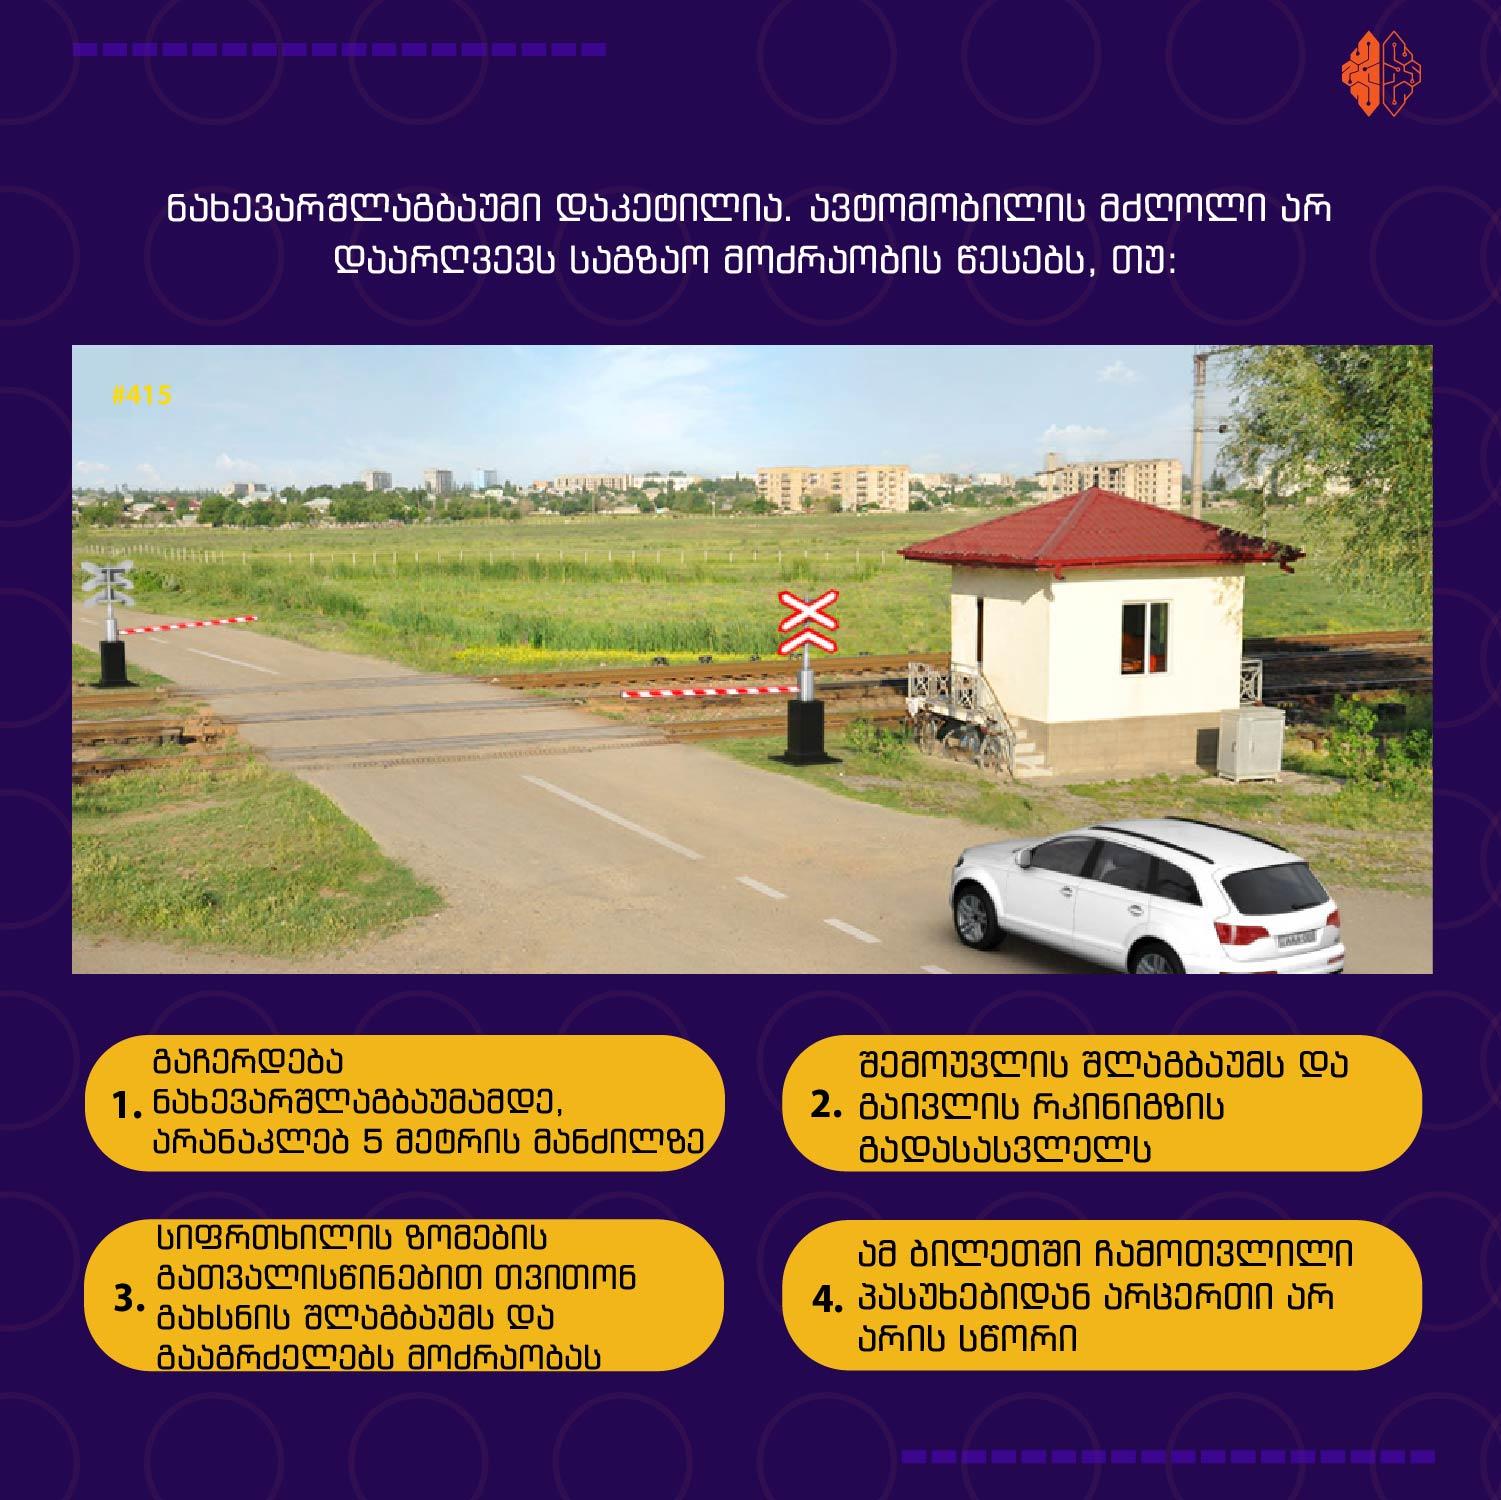 ნახევარშლაგბაუმი დაკეტილია. ავტომობილის მძღოლი არ
დაარღვევს საგზაო მოძრაობის წესებს, თუ:
#415
1. გაჩერდება
ნახევარშლაგბაუმამდე,
არანაკლებ 5 მეტრის მანძილზე
2. შემოუვლის შლაგბაუმს და
გაივლის რკინიგზის
გადასასვლელს
3. სიფრთხილის ზომების
გათვალისწინებით თვითონ
გახსნის შლაგბაუმს და
გააგრძელებს მოძრაობას
4. ამ ბილეთში ჩამოთვლილი
პასუხებიდან არცერთი არ
არის სწორი